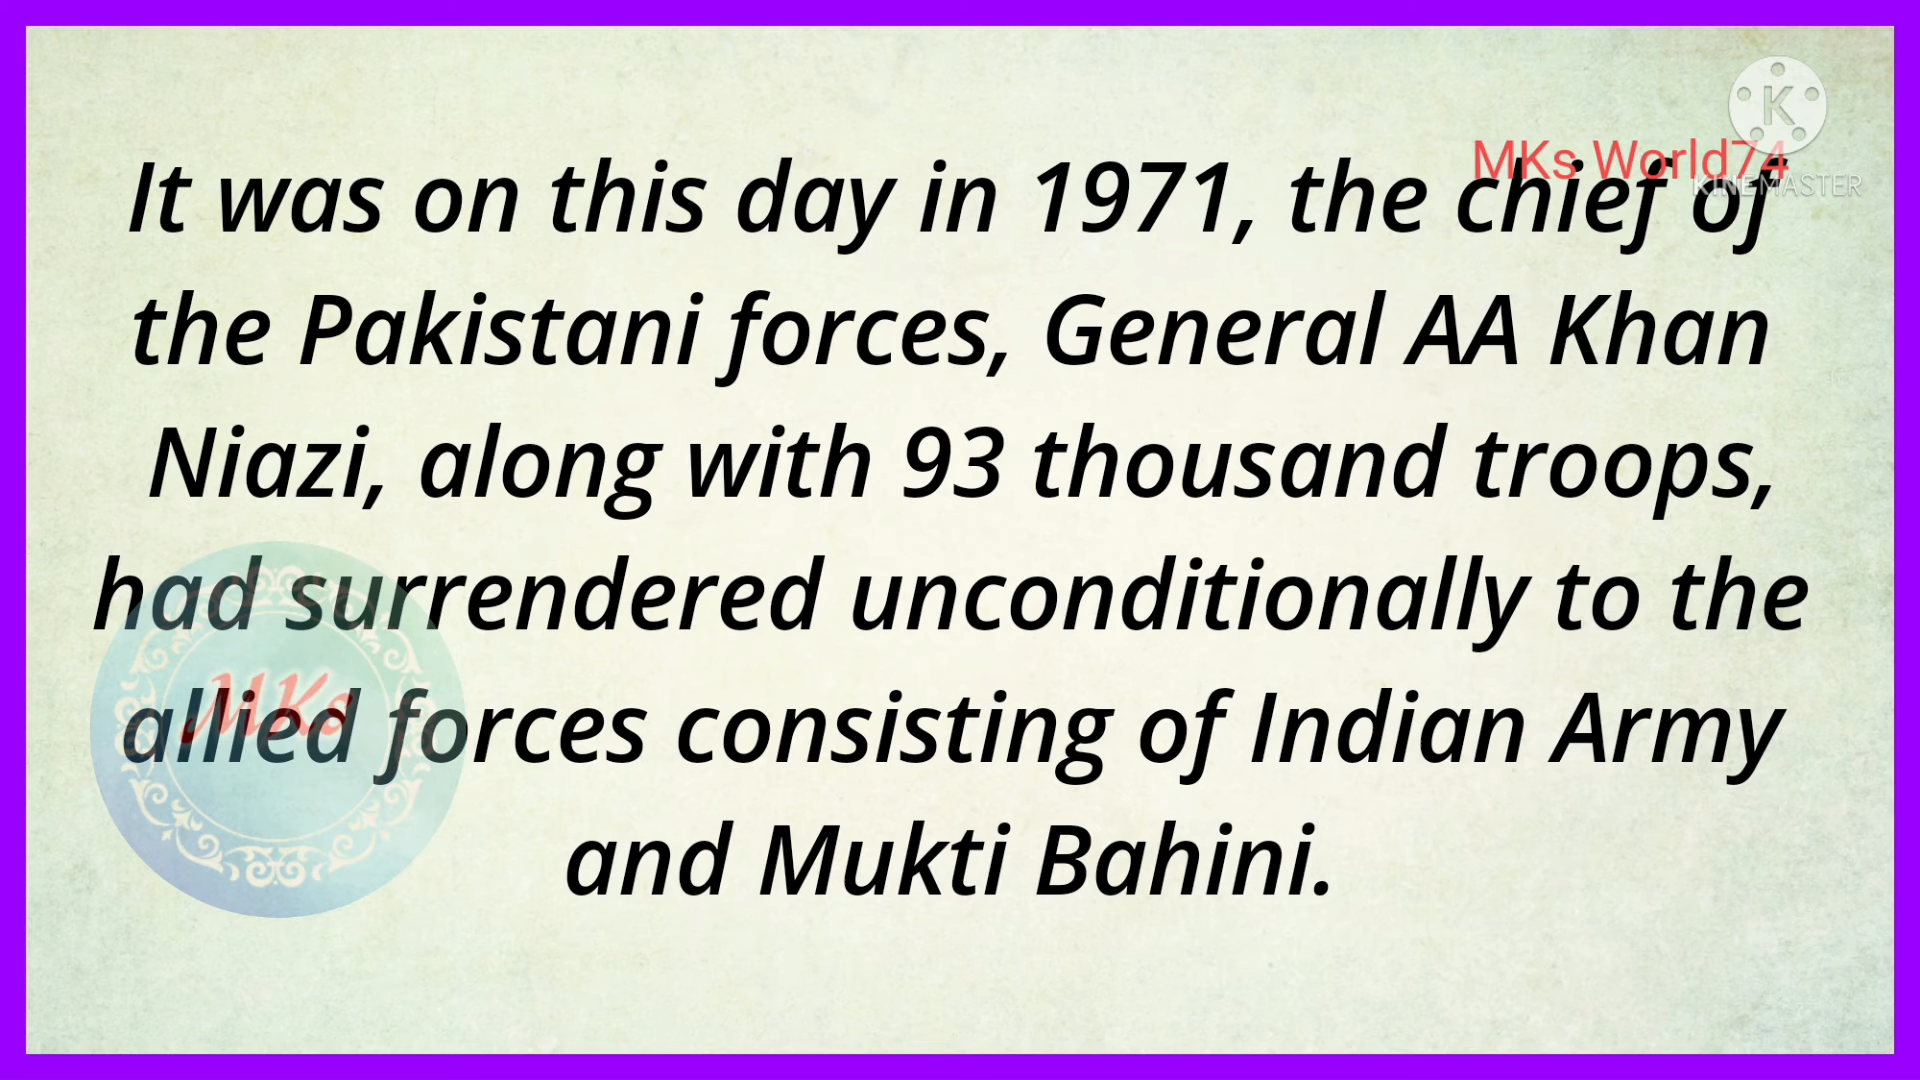 MKs World74
KINEMASTER
It was on this day in 1971, the chief of
the Pakistani forces, General AA Khan
Niazi, along with 93 thousand troops,
had surrendered unconditionally to the
allied forces consisting of Indian Army
and Mukti Bahini.
MKs